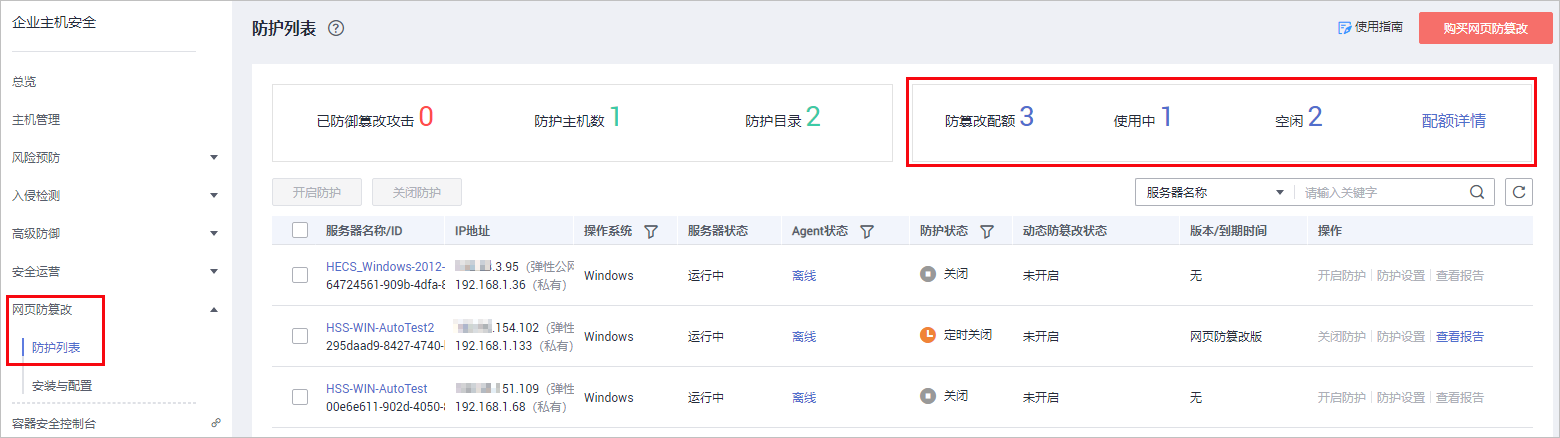 企业主机安全
总览
主机管理
风险预防
入侵检测
高级防御
安全运营
网页防篡改
防护列表
安装与配置
容器安全控制台
防护列表 ?
使用指南
购买网页防篡改
已防御篡改攻击 0 防护主机数 1 防护目录 2
防篡改配额 3 使用中 1 空闲 2 配额详情
开启防护 关闭防护
服务器名称 请输入关键字
服务器名称/ID IP地址 操作系统 服务器状态 Agent状态 防护状态 动态防篡改状态 版本/到期时间 操作
HECS_Windows-2012- .3.95（弹性公网
64724561-909b-4dfa-8 192.168.1.36（私有）
Windows 运行中 离线 关闭 未开启 无 开启防护 防护设置 查看报告
HSS-WIN-AutoTest2 .154.102（弹性
295daad9-8427-4740- 192.168.1.133（私有）
Windows 运行中 离线 定时关闭 未开启 网页防篡改版 关闭防护 防护设置 查看报告
HSS-WIN-AutoTest 51.109（弹性
00e6e611-902d-4050-8 192.168.1.68（私有）
Windows 运行中 离线 关闭 未开启 无 开启防护 防护设置 查看报告